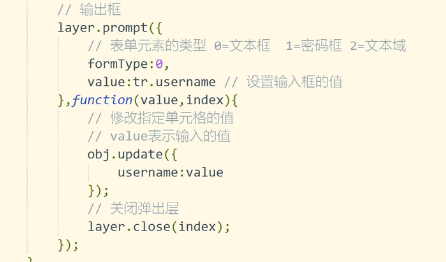 // 输出框
layer.prompt({
// 表单元素的类型 0=文本框 1=密码框 2=文本域
formType:0,
value:tr.username // 设置输入框的值
},function(value,index){
// 修改指定单元格的值
// value表示输入的值
obj.update({
username:value
});
// 关闭弹出层
layer.close(index);
});
}